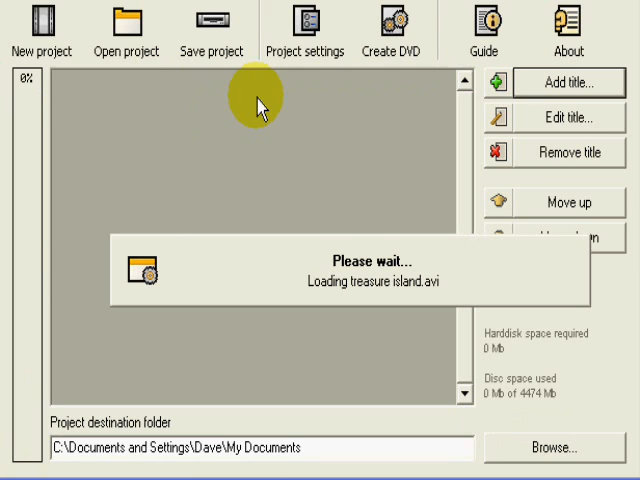 New project Open project Save project Project settings Create DVD Guide About
0%
Add title...
Edit title...
Remove title
Move up
Please wait...
Loading treasure island.avi
Harddisk space required
0 Mb
Disc space used
0 Mb of 4474 Mb
Project destination folder
C:\Documents and Settings\Dave\My Documents
Browse...